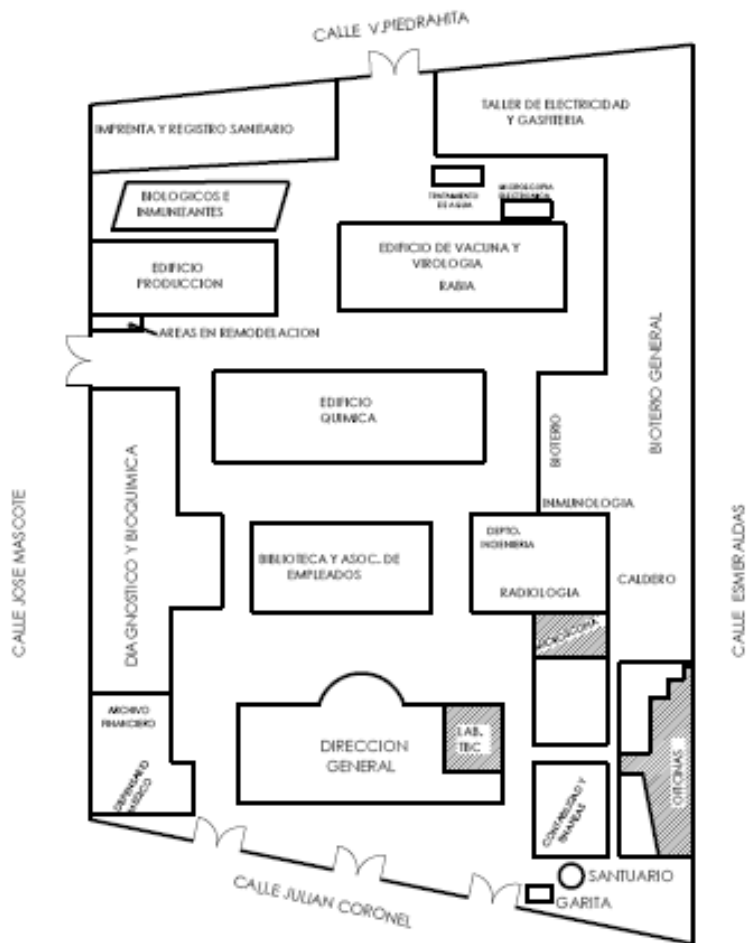 CALLE V.PIEDRAHITA
IMPRENTA Y REGISTRO SANITARIO
TALLER DE ELECTRICIDAD
Y GASFITERIA
TRATAMIENTO
DE AGUA
MICROSCOPIA
ELECTRONICA
BIOLOGICOS E
INMUNITANTES
EDIFICIO DE VACUNA Y
VIROLOGIA
RABIA
EDIFICIO
PRODUCCION
AREAS EN REMODELACION
BIOTERIO GENERAL
EDIFICIO
QUIMICA
BIOTERIO
INMUNOLOGIA
DIAGNOSTICO Y BIOQUIMICA
CALLE JOSE MASCOTE
CALLE ESMERALDAS
DEPTO.
INGENIERIA
RADIOLOGIA
CALDERO
BIBLIOTECA Y ASOC. DE
EMPLEADOS
ARCHIVO
FINANCIERO
DISPENSARIO
MEDICO
DIRECCION
GENERAL
LAB.
TBC
OFICINAS
CONTABILIDAD Y
FINANZAS
SANTUARIO
GARITA
CALLE JULIAN CORONEL